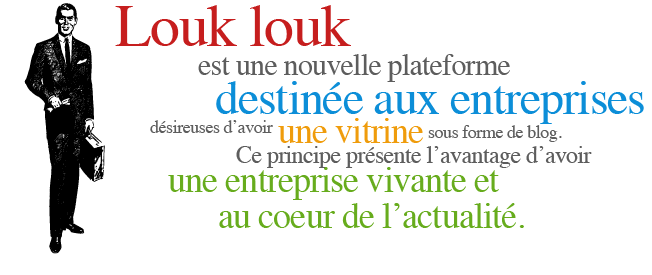 Louk louk
est une nouvelle plateforme
destinée aux entreprises
désireuses d’avoir une vitrine sous forme de blog.
Ce principe présente l’avantage d’avoir
une entreprise vivante et
au coeur de l’actualité.